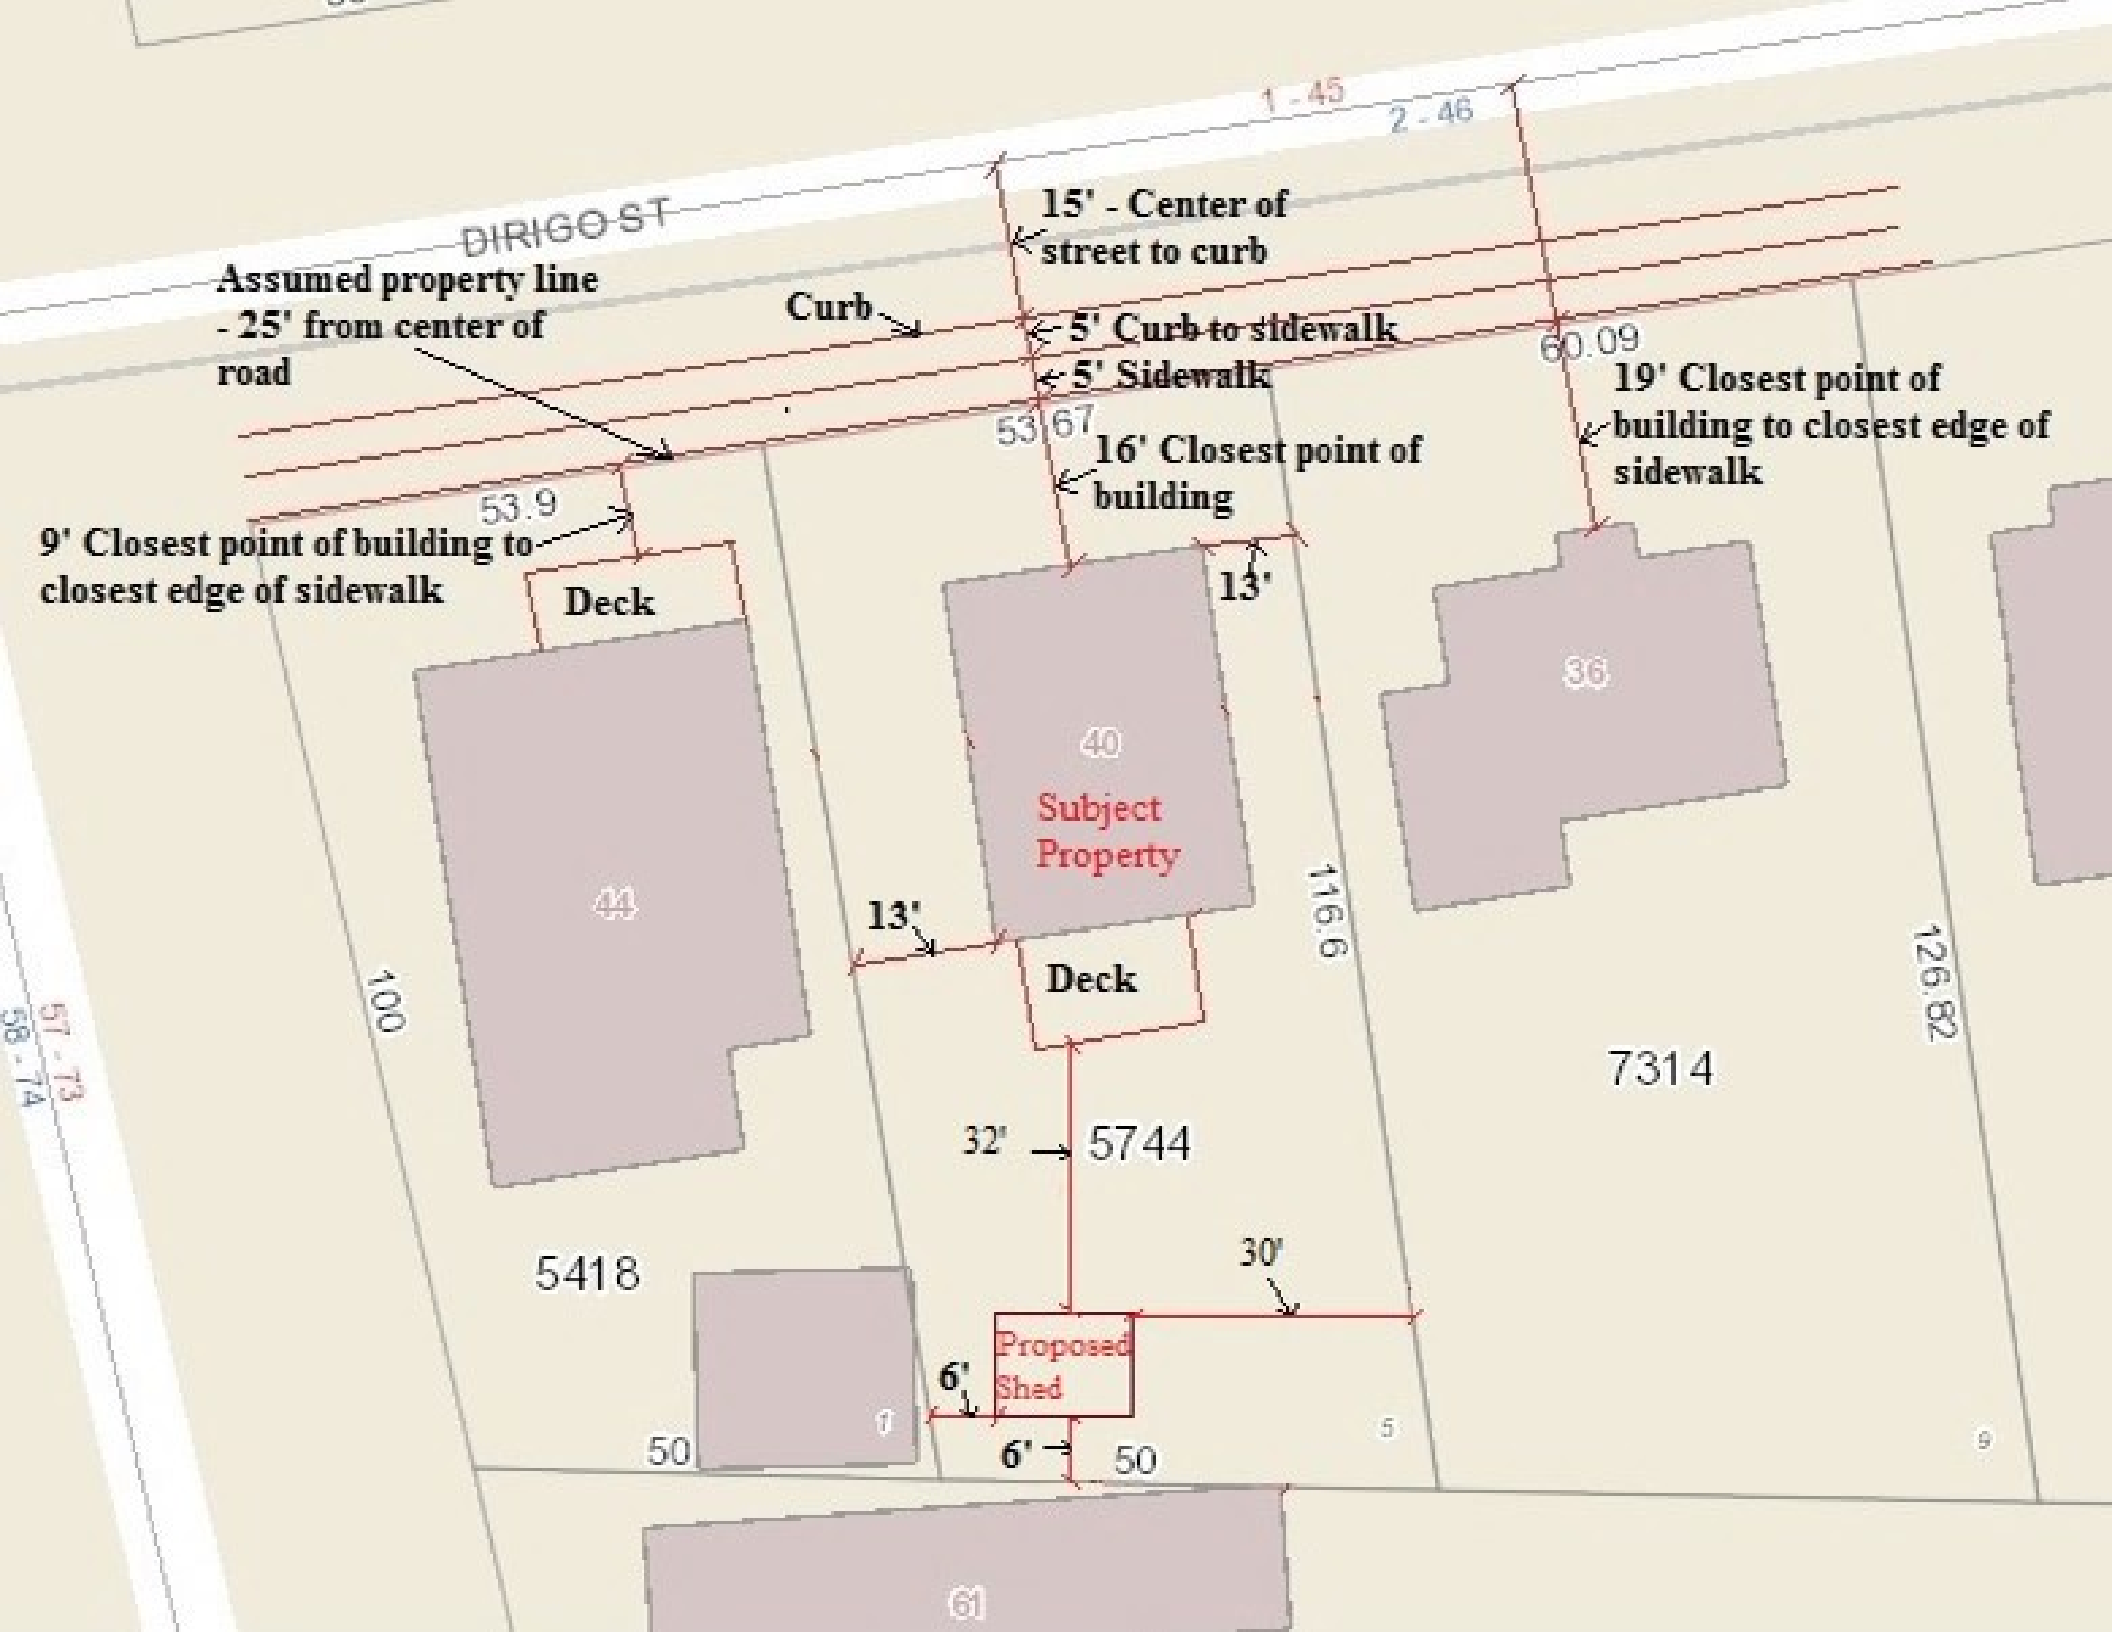 1 - 45
2 - 46
DIRIGO ST
15' - Center of
street to curb
Assumed property line
- 25' from center of
road
Curb
5' Curb to sidewalk
5' Sidewalk
60.09
53.67
19' Closest point of
building to closest edge of
sidewalk
16' Closest point of
building
53.9
9' Closest point of building to
closest edge of sidewalk
Deck
13'
36
40
Subject
Property
44
13'
Deck
116.6
126.82
100
57 - 73
58 - 74
7314
32'
5744
5418
30'
Proposed
Shed
6'
1
5
9
50
6'
50
61